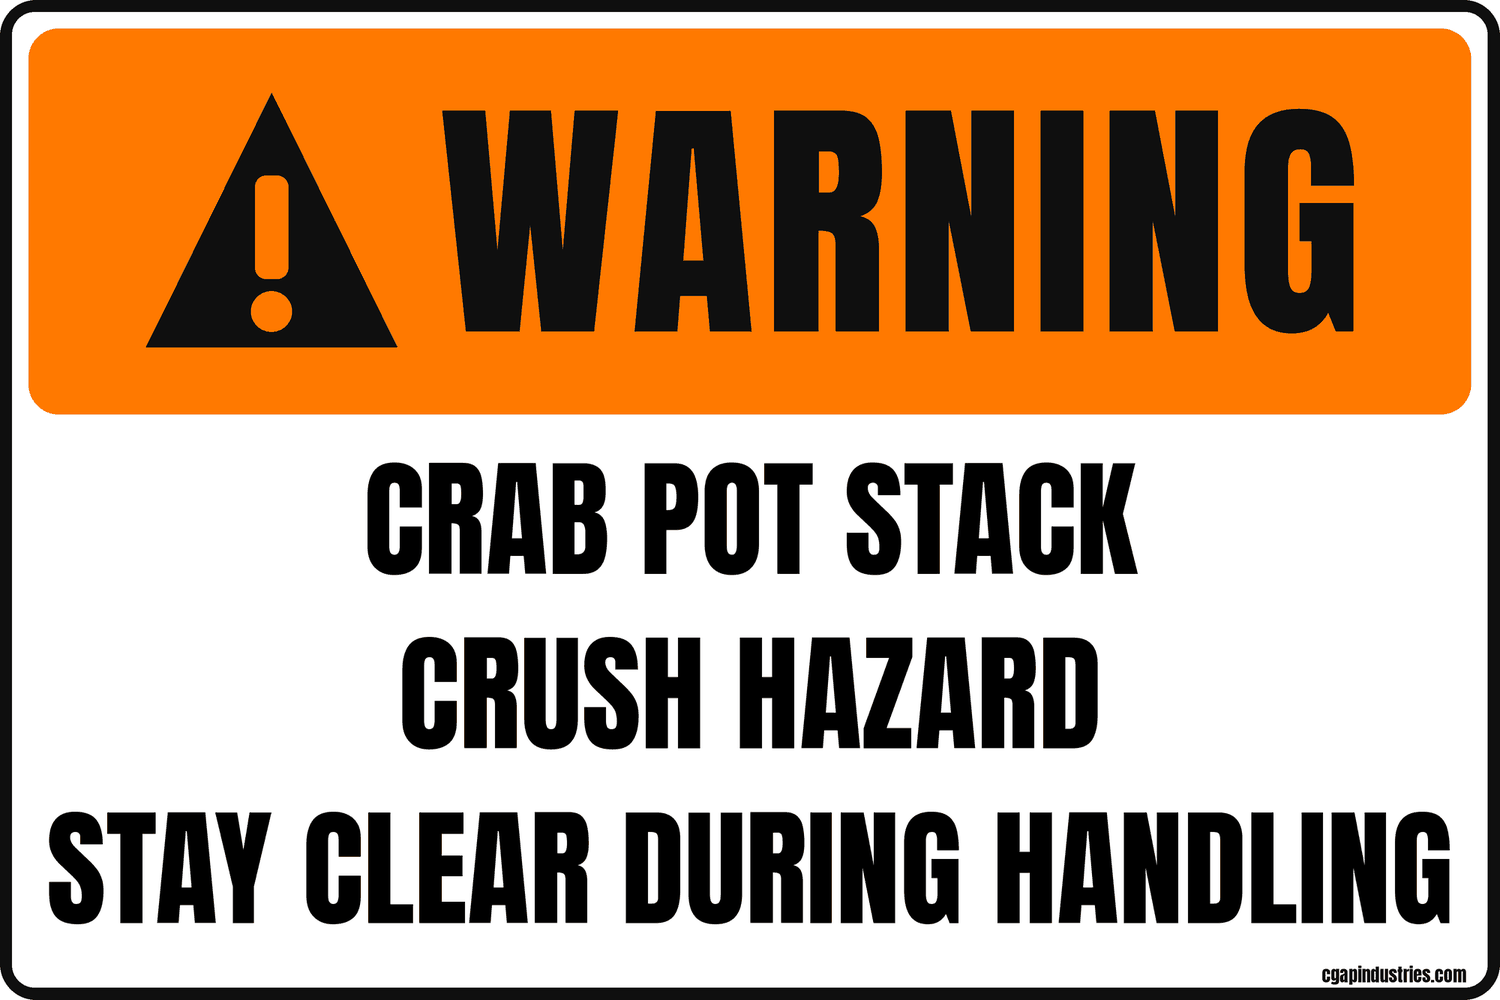 WARNING
CRAB POT STACK
CRUSH HAZARD
STAY CLEAR DURING HANDLING
cgapindustries.com